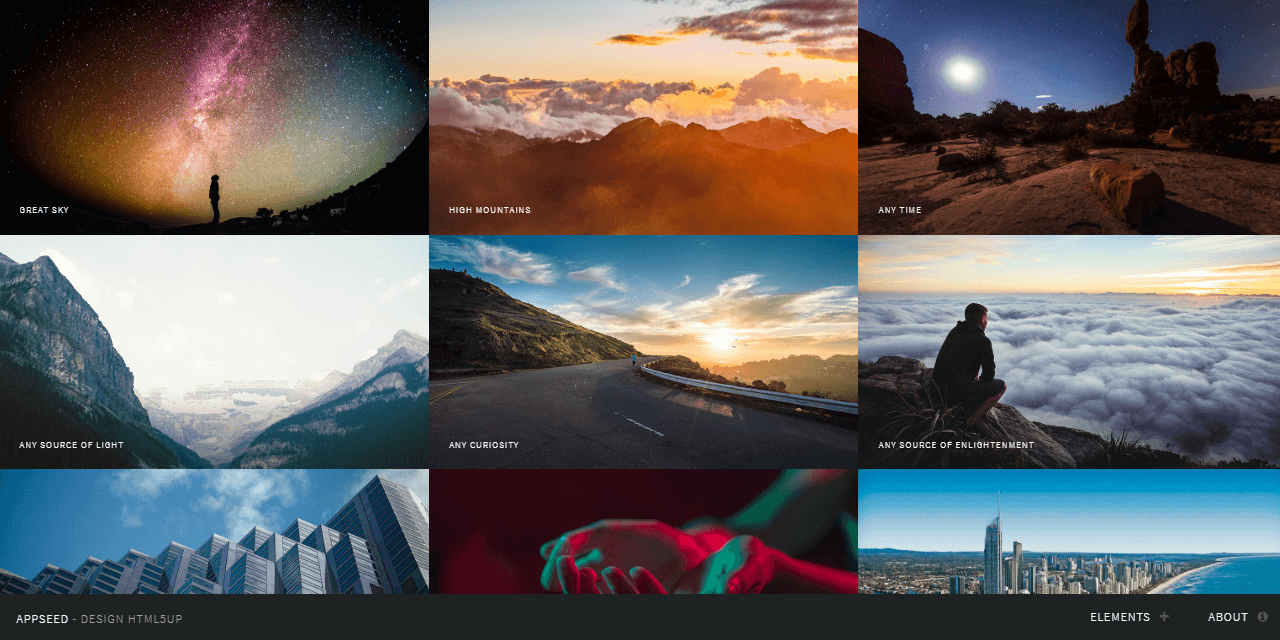 GREAT SKY
HIGH MOUNTAINS
ANY TIME
ANY SOURCE OF LIGHT
ANY CURIOSITY
ANY SOURCE OF ENLIGHTENMENT
APPSEED - DESIGN HTML5UP
ELEMENTS
ABOUT